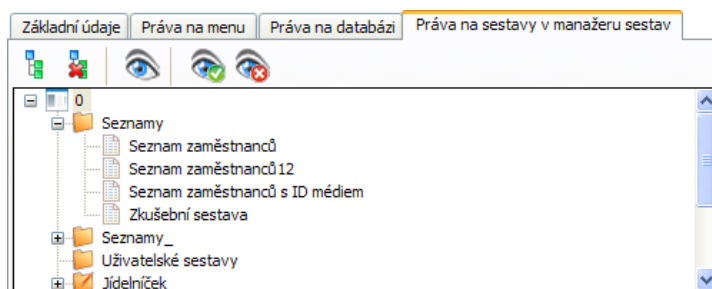 Základní údaje Práva na menu Práva na databázi Práva na sestavy v manažeru sestav
0
Seznamy
Seznam zaměstnanců
Seznam zaměstnanců12
Seznam zaměstnanců s ID médiem
Zkušební sestava
Seznamy_
Uživatelské sestavy
Jídelníček